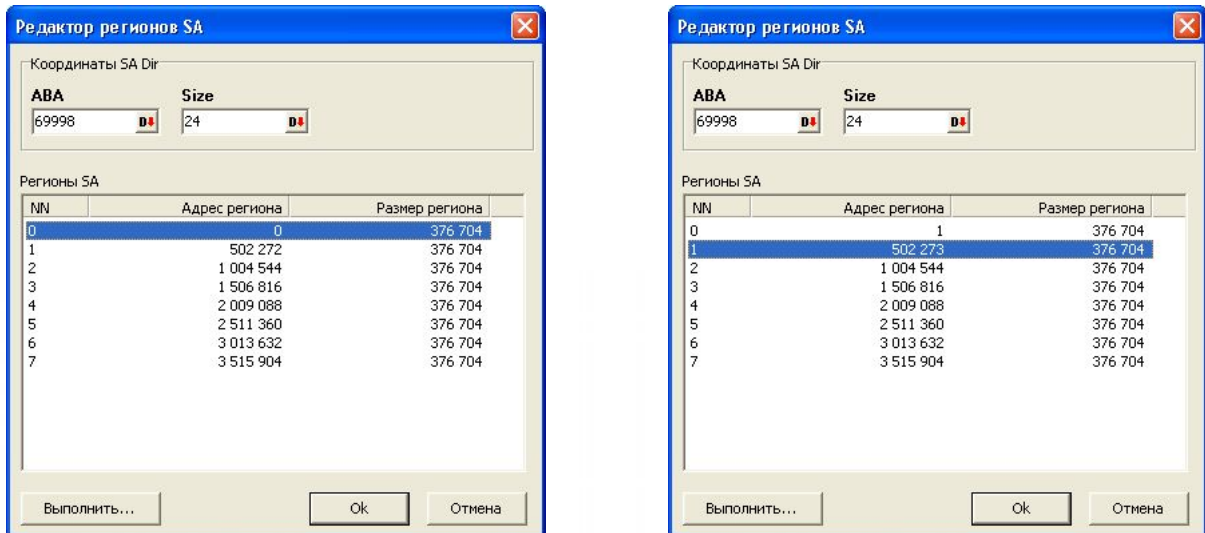 Редактор регионов SA
Координаты SA Dir
ABA Size
69998 D 24 D
Регионы SA
NN Адрес региона Размер региона
0 0 376 704
1 502 272 376 704
2 1 004 544 376 704
3 1 506 816 376 704
4 2 009 088 376 704
5 2 511 360 376 704
6 3 013 632 376 704
7 3 515 904 376 704
Выполнить... Ok Отмена
Редактор регионов SA
Координаты SA Dir
ABA Size
69998 D 24 D
Регионы SA
NN Адрес региона Размер региона
0 1 376 704
1 502 273 376 704
2 1 004 544 376 704
3 1 506 816 376 704
4 2 009 088 376 704
5 2 511 360 376 704
6 3 013 632 376 704
7 3 515 904 376 704
Выполнить... Ok Отмена